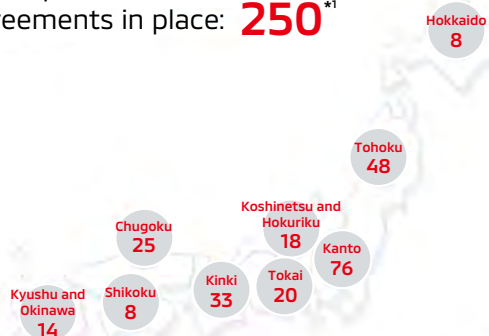 reements in place: 250*1
Hokkaido
8
Tohoku
48
Koshinetsu and
Hokuriku
18
Kanto
76
Chugoku
25
Tokai
20
Kinki
33
Shikoku
8
Kyushu and
Okinawa
14